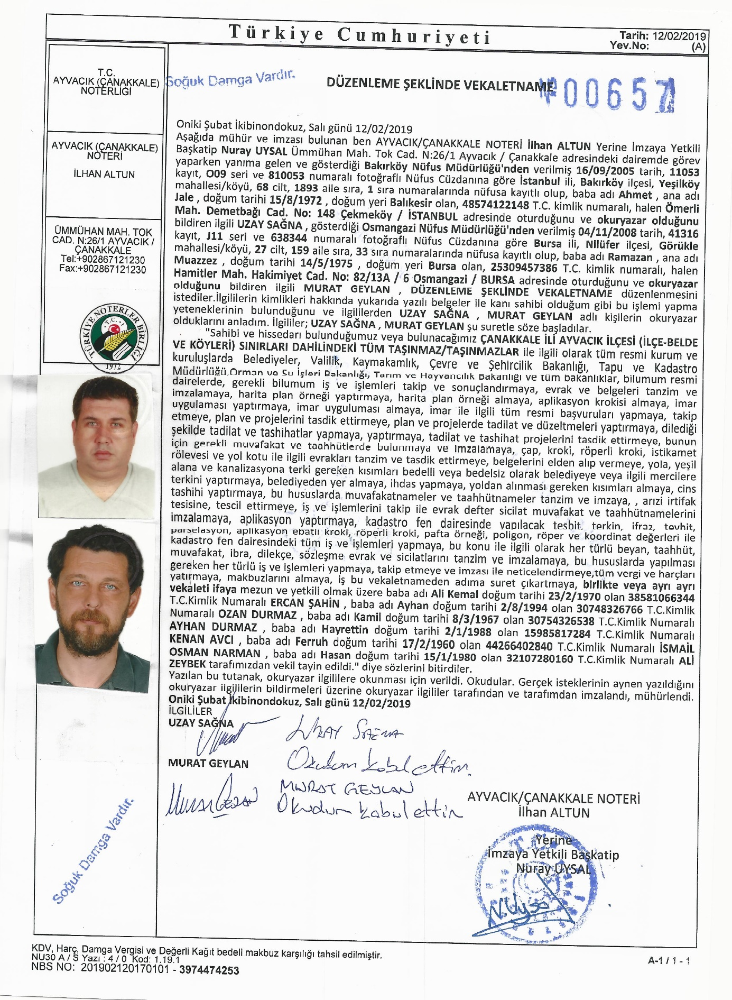 Türkiye Cumhuriyeti
Tarih: 12/02/2019
Yev.No: (A)
T.C.
AYVACIK (ÇANAKKALE)
NOTERLİĞİ
AYVACIK (ÇANAKKALE)
NOTERİ
İLHAN ALTUN
ÜMMÜHAN MAH. TOK
CAD. N:26/1 AYVACIK /
ÇANAKKALE
Tel:+902867121230
Fax:+902867121230
TÜRKİYE NOTERLER BİRLİĞİ
T.C.
1972
Soğuk Damga Vardır.
DÜZENLEME ŞEKLİNDE VEKALETNAME
№ 00657
Oniki Şubat İkibinondokuz, Salı günü 12/02/2019
Aşağıda mühür ve imzası bulunan ben AYVACIK/ÇANAKKALE NOTERİ İlhan ALTUN Yerine İmzaya Yetkili
Başkatip Nuray UYSAL Ümmühan Mah. Tok Cad. N:26/1 Ayvacık / Çanakkale adresindeki dairemde görev
yaparken yanıma gelen ve gösterdiği Bakırköy Nüfus Müdürlüğü'nden verilmiş 16/09/2005 tarih, 11053
kayıt, O09 seri ve 810053 numaralı fotoğraflı Nüfus Cüzdanına göre İstanbul ili, Bakırköy ilçesi, Yeşilköy
mahallesi/köyü, 68 cilt, 1893 aile sıra, 1 sıra numaralarında nüfusa kayıtlı olup, baba adı Ahmet , ana adı
Jale , doğum tarihi 15/8/1972 , doğum yeri Balıkesir olan, 48574122148 T.C. kimlik numaralı, halen Ömerli
Mah. Demetbağı Cad. No: 148 Çekmeköy / İSTANBUL adresinde oturduğunu ve okuryazar olduğunu
bildiren ilgili UZAY SAĞNA , gösterdiği Osmangazi Nüfus Müdürlüğü'nden verilmiş 04/11/2008 tarih, 41316
kayıt, J11 seri ve 638344 numaralı fotoğraflı Nüfus Cüzdanına göre Bursa ili, Nilüfer ilçesi, Görükle
mahallesi/köyü, 27 cilt, 159 aile sıra, 33 sıra numaralarında nüfusa kayıtlı olup, baba adı Ramazan , ana adı
Muazzez , doğum tarihi 14/5/1975 , doğum yeri Bursa olan, 25309457386 T.C. kimlik numaralı, halen
Hamitler Mah. Hakimiyet Cad. No: 82/13A / 6 Osmangazi / BURSA adresinde oturduğunu ve okuryazar
olduğunu bildiren ilgili MURAT GEYLAN , DÜZENLEME ŞEKLİNDE VEKALETNAME düzenlenmesini
istediler.İlgililerin kimlikleri hakkında yukarıda yazılı belgeler ile kanı sahibi olduğum gibi bu işlemi yapma
yeteneklerinin bulunduğunu ve ilgililerden UZAY SAĞNA , MURAT GEYLAN adlı kişilerin okuryazar
olduklarını anladım. İlgililer; UZAY SAĞNA , MURAT GEYLAN şu suretle söze başladılar.
"Sahibi ve hissedarı bulunduğumuz veya bulunacağımız ÇANAKKALE İLİ AYVACIK İLÇESİ (İLÇE-BELDE
VE KÖYLERİ) SINIRLARI DAHİLİNDEKİ TÜM TAŞINMAZ/TAŞINMAZLAR ile ilgili olarak tüm resmi kurum ve
kuruluşlarda Belediyeler, Valilik, Kaymakamlık, Çevre ve Şehircilik Bakanlığı, Tapu ve Kadastro
Müdürlüğü,Orman ve Su İşleri Bakanlığı, Tarım ve Hayvancılık Bakanlığı ve tüm bakanlıklar, bilumum resmi
dairelerde, gerekli bilumum iş ve işlemleri takip ve sonuçlandırmaya, evrak ve belgeleri tanzim ve
imzalamaya, harita plan örneği yaptırmaya, harita plan örneği almaya, aplikasyon krokisi almaya, imar
uygulaması yaptırmaya, imar uyguluması almaya, imar ile ilgili tüm resmi başvuruları yapmaya, takip
etmeye, plan ve projelerini tasdik ettirmeye, plan ve projelerde tadilat ve düzeltmeleri yaptırmaya, dilediği
şekilde tadilat ve tashihatlar yapmaya, yaptırmaya, tadilat ve tashihat projelerini tasdik ettirmeye, bunun
için gerekli muvafakat ve taahhütlerde bulunmaya ve imzalamaya, çap, kroki, röperli kroki, istikamet
rölevesi ve yol kotu ile ilgili evrakları tanzim ve tasdik ettirmeye, belgelerini elden alıp vermeye, yola, yeşil
alana ve kanalizasyona terki gereken kısımları bedelli veya bedelsiz olarak belediyeye veya ilgili mercilere
terkini yaptırmaya, belediyeden yer almaya, ihdas yapmaya, yoldan alınması gereken kısımları almaya, cins
tashihi yaptırmaya, bu hususlarda muvafakatnameler ve taahhütnameler tanzim ve imzaya, , arızi irtifak
tesisine, tescil ettirmeye, iş ve işlemlerini takip ile evrak defter sicilat muvafakat ve taahhütnamelerini
imzalamaya, aplikasyon yaptırmaya, kadastro fen dairesinde yapılacak tesbit, terkin, ifraz, tevhit,
parselasyon, aplikasyon ebatlı kroki, röperli kroki, pafta örneği, poligon, röper ve koordinat değerleri ile
kadastro fen dairesindeki tüm iş ve işlemleri yapmaya, bu konu ile ilgili olarak her türlü beyan, taahhüt,
muvafakat, ibra, dilekçe, sözleşme evrak ve sicilatlarını tanzim ve imzalamaya, bu hususlarda yapılması
gereken her türlü iş ve işlemleri yapmaya, takip etmeye ve imzası ile neticelendirmeye,tüm vergi ve harçları
yatırmaya, makbuzlarını almaya, iş bu vekaletnameden adıma suret çıkartmaya, birlikte veya ayrı ayrı
vekaleti ifaya mezun ve yetkili olmak üzere baba adı Ali Kemal doğum tarihi 23/2/1970 olan 38581066344
T.C.Kimlik Numaralı ERCAN ŞAHİN , baba adı Ayhan doğum tarihi 2/8/1994 olan 30748326766 T.C.Kimlik
Numaralı OZAN DURMAZ , baba adı Kamil doğum tarihi 8/3/1967 olan 30754326538 T.C.Kimlik Numaralı
AYHAN DURMAZ , baba adı Hayrettin doğum tarihi 2/1/1988 olan 15985817284 T.C.Kimlik Numaralı
KENAN AVCI , baba adı Ferruh doğum tarihi 17/2/1960 olan 44266402840 T.C.Kimlik Numaralı İSMAİL
OSMAN NARMAN , baba adı Hasan doğum tarihi 15/1/1980 olan 32107280160 T.C.Kimlik Numaralı ALİ
ZEYBEK tarafımızdan vekil tayin edildi." diye sözlerini bitirdiler.
Yazılan bu tutanak, okuryazar ilgililere okunması için verildi. Okudular. Gerçek isteklerinin aynen yazıldığını
okuryazar ilgililerin bildirmeleri üzerine okuryazar ilgililer tarafından ve tarafımdan imzalandı, mühürlendi.
Oniki Şubat İkibinondokuz, Salı günü 12/02/2019
İLGİLİLER
UZAY SAĞNA
UZAY SAĞNA
Okudum kabul ettim.
MURAT GEYLAN
MURAT GEYLAN
Okudum kabul ettim
AYVACIK/ÇANAKKALE NOTERİ
İlhan ALTUN
Yerine
İmzaya Yetkili Başkatip
Nuray UYSAL
N.Uysal
Soğuk Damga Vardır.
KDV, Harç, Damga Vergisi ve Değerli Kağıt bedeli makbuz karşılığı tahsil edilmiştir.
NU30 A / S Yazı : 4 / 0 Kod: 1.19.1
NBS NO: 201902120170101 - 3974474253
A-1 / 1 - 1